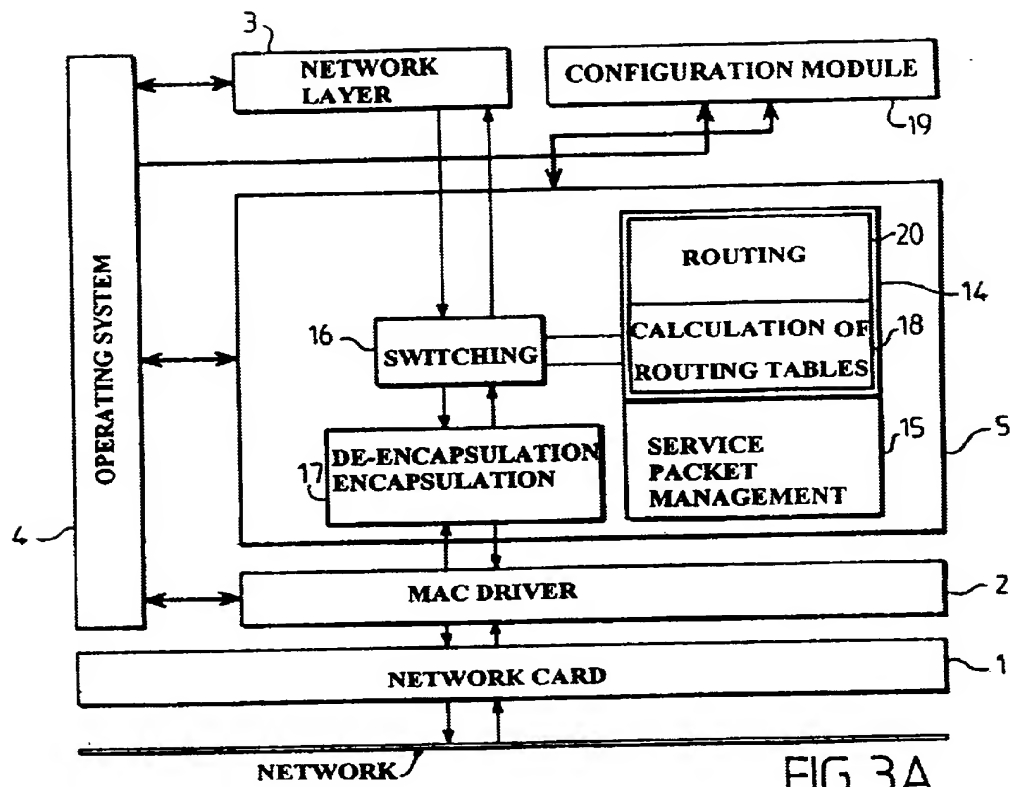 3
NETWORK
LAYER
CONFIGURATION MODULE
19
OPERATING SYSTEM
4
20
ROUTING
14
16
SWITCHING
CALCULATION OF
18
ROUTING TABLES
15
5
17
DE-ENCAPSULATION
ENCAPSULATION
SERVICE
PACKET
MANAGEMENT
MAC DRIVER
2
NETWORK CARD
1
NETWORK
FIG. 3A